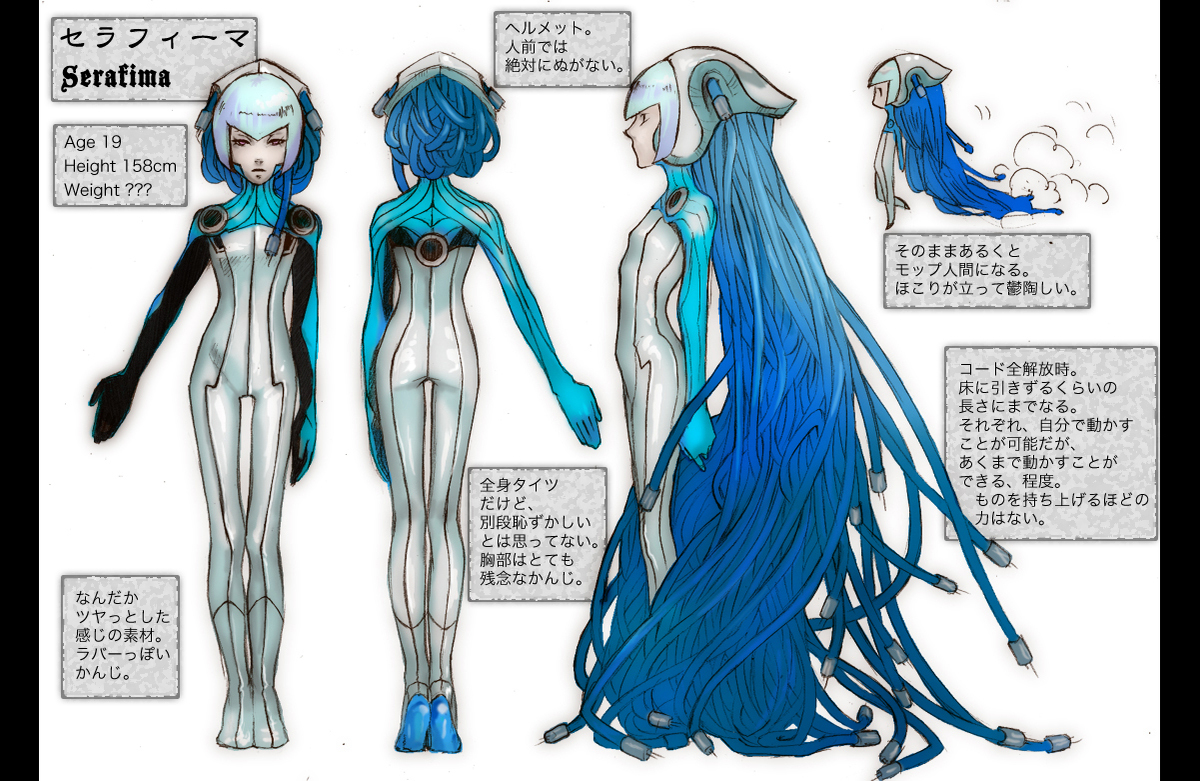 セラフィーマ
Serafima
Age 19
Height 158cm
Weight ???
ヘルメット。
人前では
絶対にぬがない。
そのままあるくと
モップ人間になる。
ほこりが立って鬱陶しい。
コード全解放時。
床に引きずるくらいの
長さにまでなる。
それぞれ、自分で動かす
ことが可能だが、
あくまで動かすことが
できる、程度。
ものを持ち上げるほどの
力はない。
全身タイツ
だけど、
別段恥ずかしい
とは思ってない。
胸部はとても
残念なかんじ。
なんだか
ツヤっとした
感じの素材。
ラバーっぽい
かんじ。